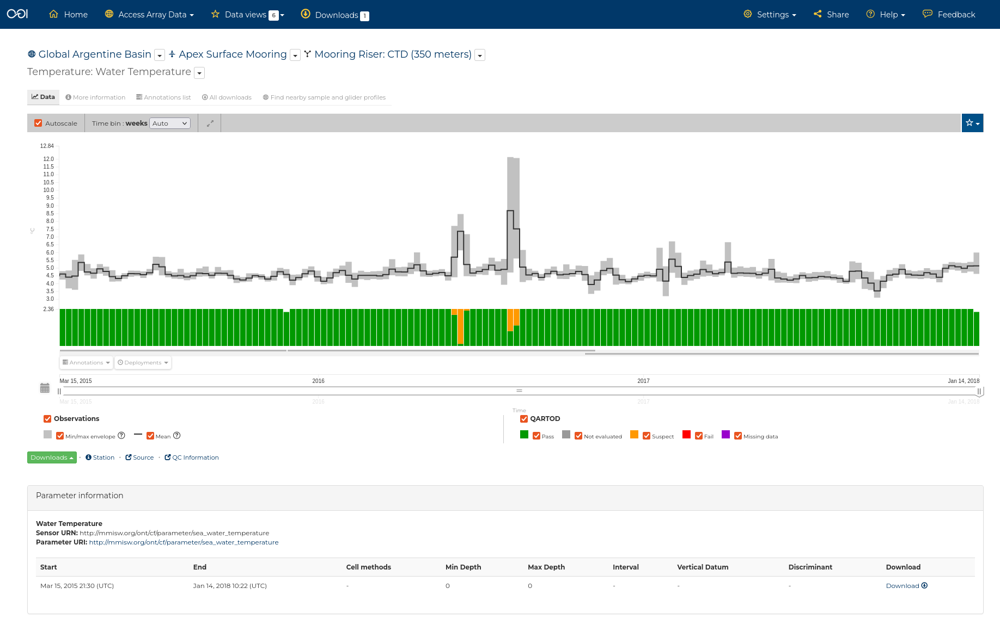 Home Access Array Data Data views 6 Downloads 1 Settings Share Help Feedback
Global Argentine Basin Apex Surface Mooring Mooring Riser: CTD (350 meters)
Temperature: Water Temperature
Data More information Annotations list All downloads Find nearby sample and glider profiles
Autoscale Time bin : weeks Auto
12.84
12.0
11.5
11.0
10.5
10.0
9.5
9.0
8.5
8.0
7.5
7.0
6.5
6.0
5.5
5.0
4.5
4.0
3.5
3.0
2.36
°C
Annotations Deployments
Mar 15, 2015 2016 2017 Jan 14, 2018
Mar 15, 2015 2016 2017 Jan 14, 2018
Time
Observations QARTOD
Min/max envelope Mean Pass Not evaluated Suspect Fail Missing data
Downloads · Station · Source · QC Information
Parameter information
Water Temperature
Sensor URN: http://mmisw.org/ont/cf/parameter/sea_water_temperature
Parameter URI: http://mmisw.org/ont/cf/parameter/sea_water_temperature
Start End Cell methods Min Depth Max Depth Interval Vertical Datum Discriminant Download
Mar 15, 2015 21:30 (UTC) Jan 14, 2018 10:22 (UTC) - 0 0 - - - Download